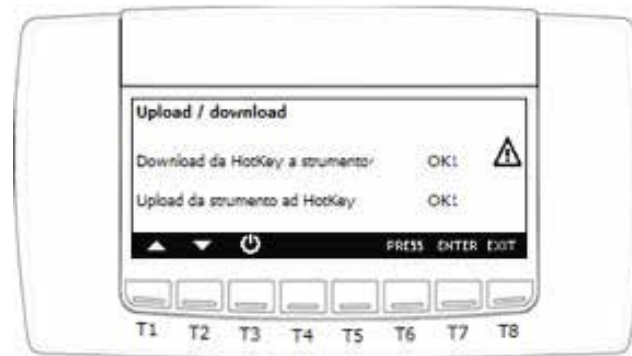 Upload / download
Download da HotKey a strumento OK!
Upload da strumento ad HotKey OK!
PRESS ENTER EXIT
T1 T2 T3 T4 T5 T6 T7 T8